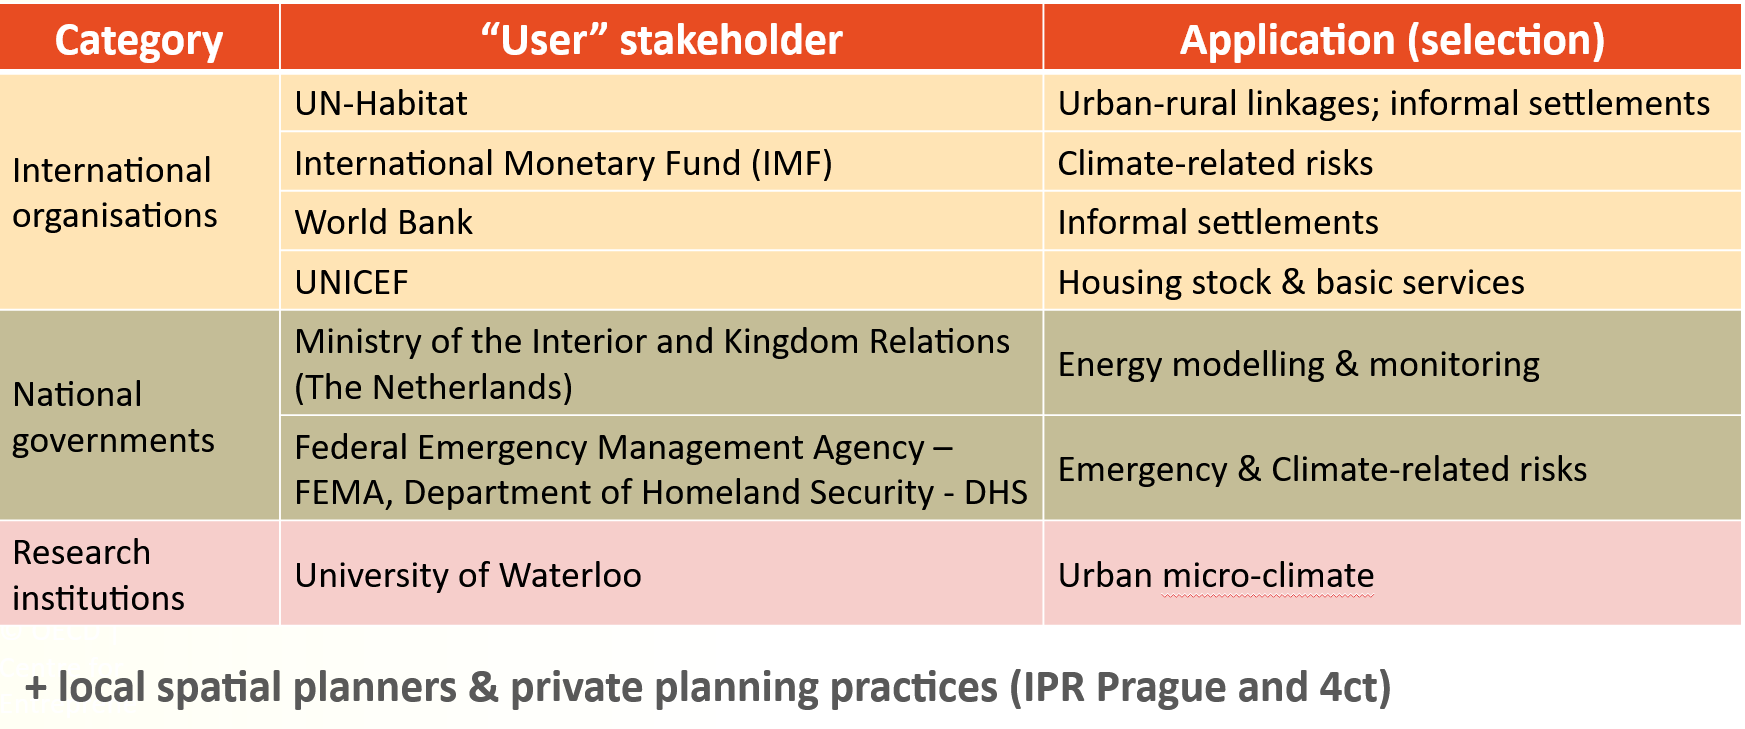 Category
“User” stakeholder
Application (selection)
International
organisations
UN-Habitat
Urban-rural linkages; informal settlements
International Monetary Fund (IMF)
Climate-related risks
World Bank
Informal settlements
UNICEF
Housing stock & basic services
National
governments
Ministry of the Interior and Kingdom Relations
(The Netherlands)
Energy modelling & monitoring
Federal Emergency Management Agency –
FEMA, Department of Homeland Security - DHS
Emergency & Climate-related risks
Research
institutions
University of Waterloo
Urban micro-climate
+ local spatial planners & private planning practices (IPR Prague and 4ct)